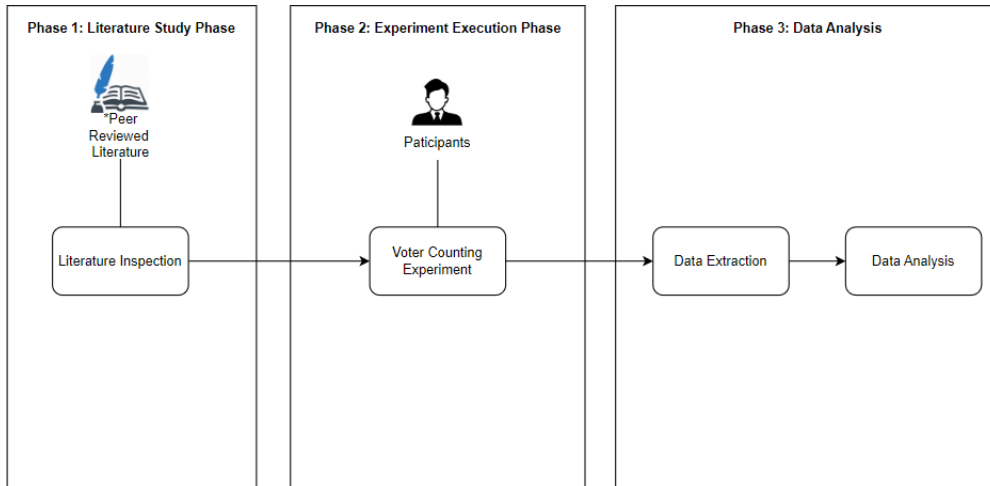 Phase 1: Literature Study Phase
*Peer
Reviewed
Literature
Literature Inspection
Phase 2: Experiment Execution Phase
Paticipants
Voter Counting
Experiment
Phase 3: Data Analysis
Data Extraction
Data Analysis